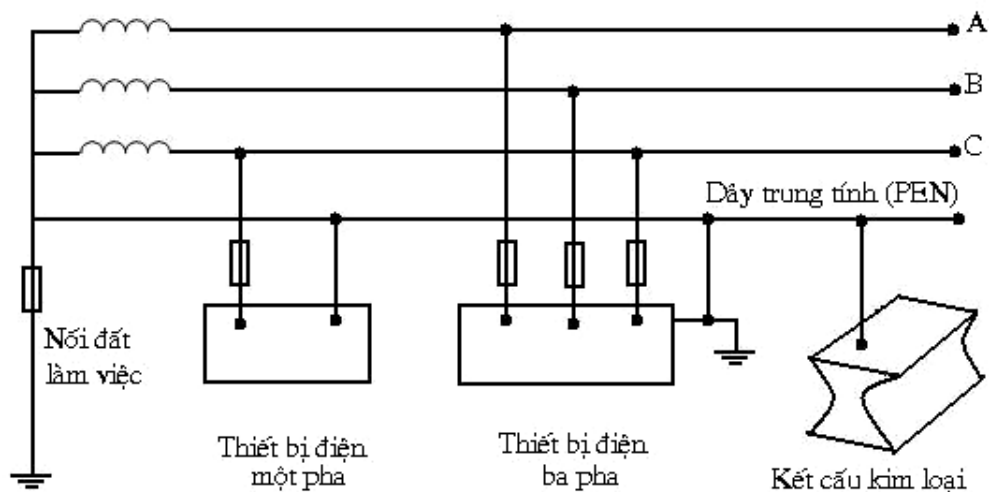 A
B
C
Dây trung tính (PEN)
Nối đất
làm việc
Thiết bị điện
một pha
Thiết bị điện
ba pha
Kết cấu kim loại